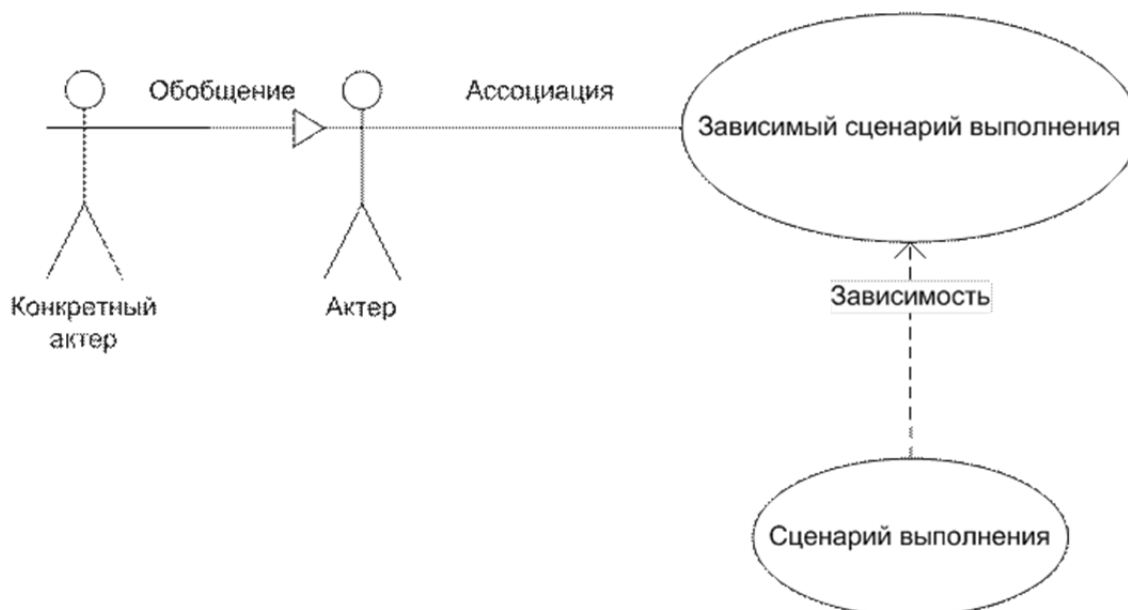 Обобщение
Ассоциация
Зависимый сценарий выполнения
Зависимость
Конкретный
актер
Актер
Сценарий выполнения